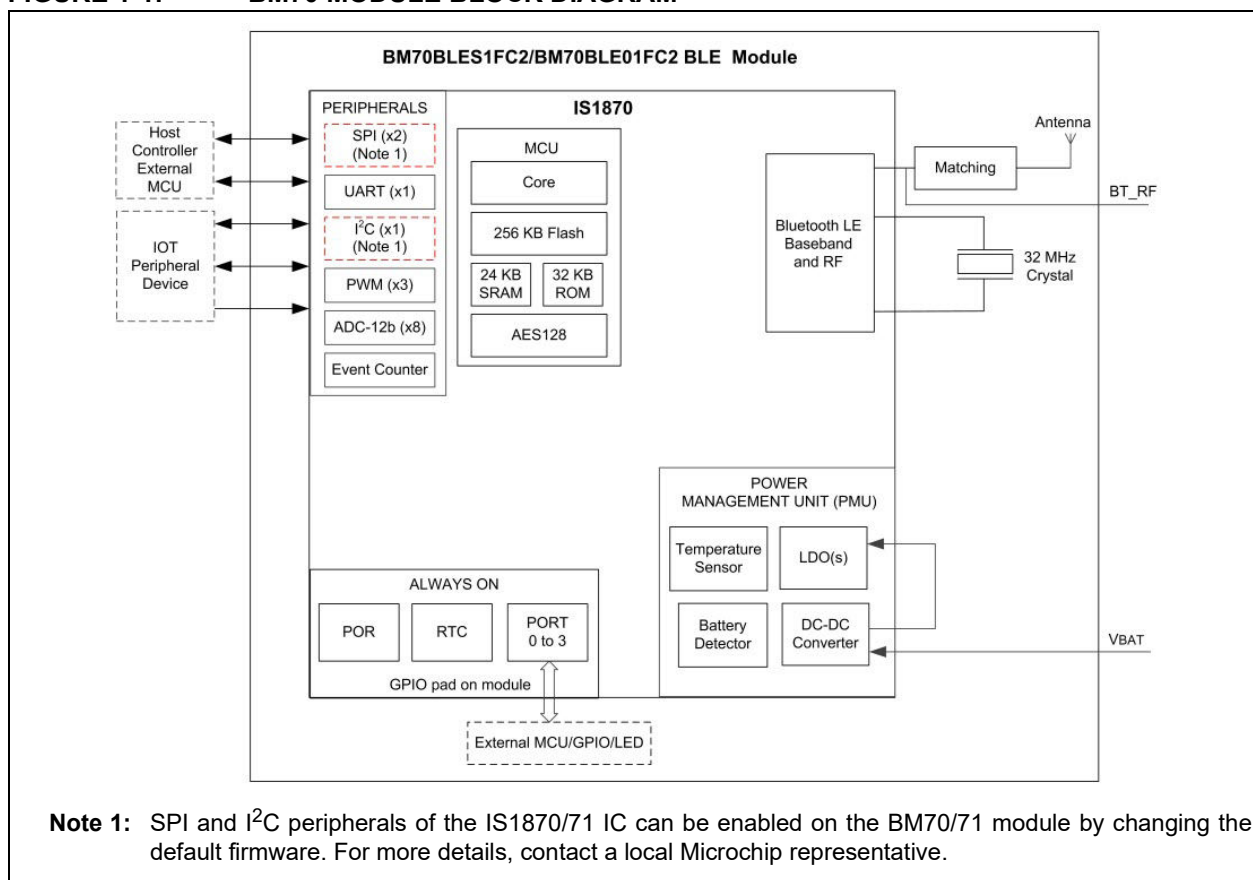 BM70BLES1FC2/BM70BLE01FC2 BLE Module
IS1870
PERIPHERALS
SPI (x2)
(Note 1)
UART (x1)
I²C (x1)
(Note 1)
PWM (x3)
ADC-12b (x8)
Event Counter
Host
Controller
External
MCU
IOT
Peripheral
Device
MCU
Core
256 KB Flash
24 KB
SRAM
32 KB
ROM
AES128
Bluetooth LE
Baseband
and RF
Matching
Antenna
BT_RF
32 MHz
Crystal
POWER
MANAGEMENT UNIT (PMU)
Temperature
Sensor
LDO(s)
Battery
Detector
DC-DC
Converter
VBAT
ALWAYS ON
POR
RTC
PORT
0 to 3
GPIO pad on module
External MCU/GPIO/LED
Note 1: SPI and I²C peripherals of the IS1870/71 IC can be enabled on the BM70/71 module by changing the
default firmware. For more details, contact a local Microchip representative.